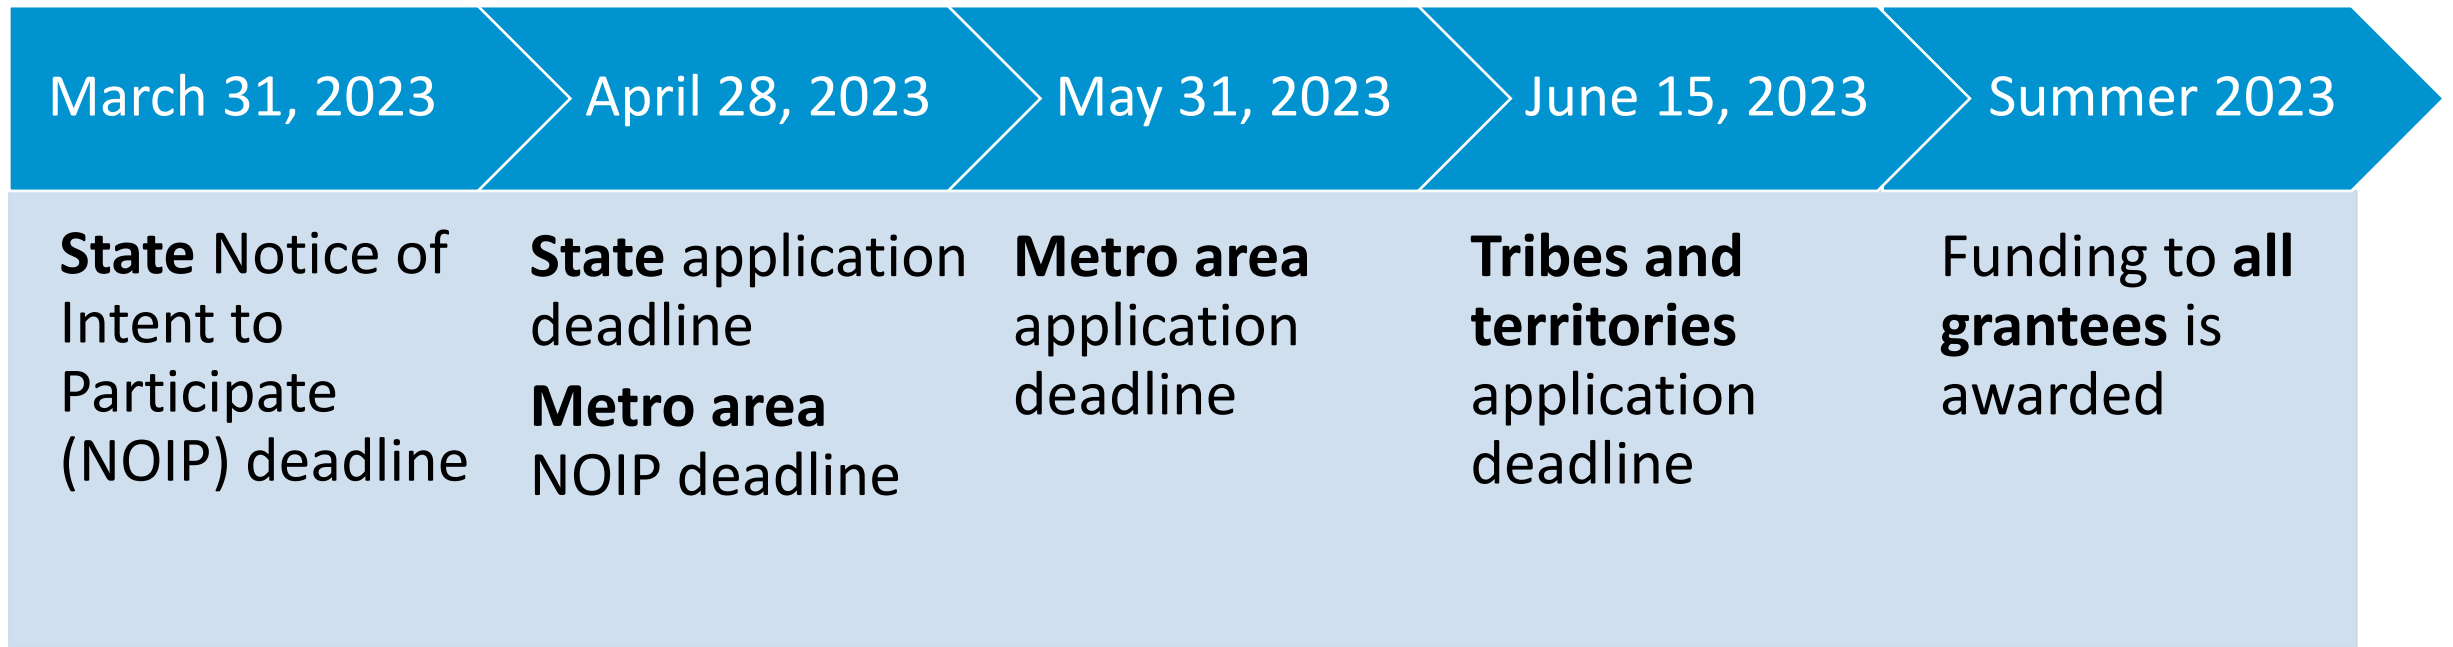 March 31, 2023
April 28, 2023
May 31, 2023
June 15, 2023
Summer 2023
State Notice of
Intent to
Participate
(NOIP) deadline
State application
deadline
Metro area
NOIP deadline
Metro area
application
deadline
Tribes and
territories
application
deadline
Funding to all
grantees is
awarded